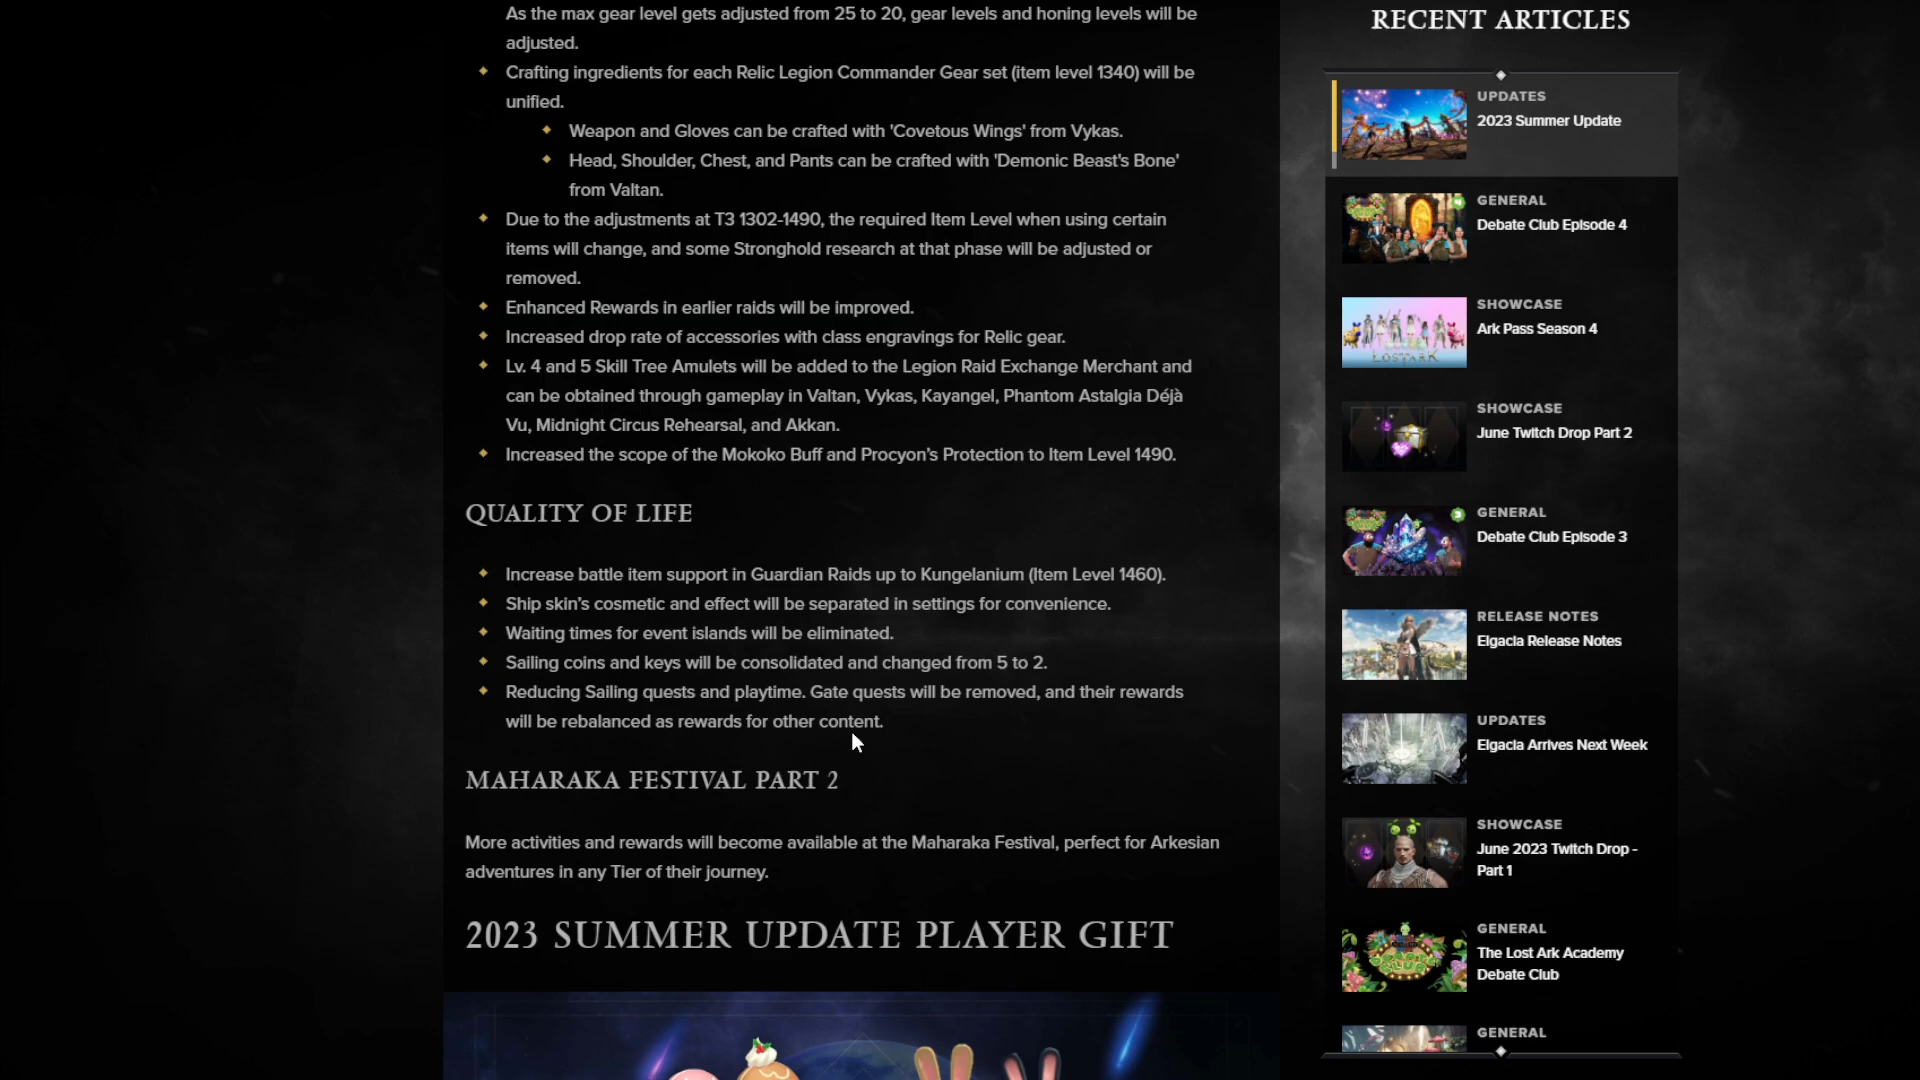 As the max gear level gets adjusted from 25 to 20, gear levels and honing levels will be
adjusted.
Crafting ingredients for each Relic Legion Commander Gear set (item level 1340) will be
unified.
Weapon and Gloves can be crafted with 'Covetous Wings' from Vykas.
Head, Shoulder, Chest, and Pants can be crafted with 'Demonic Beast's Bone'
from Valtan.
Due to the adjustments at T3 1302-1490, the required Item Level when using certain
items will change, and some Stronghold research at that phase will be adjusted or
removed.
Enhanced Rewards in earlier raids will be improved.
Increased drop rate of accessories with class engravings for Relic gear.
Lv. 4 and 5 Skill Tree Amulets will be added to the Legion Raid Exchange Merchant and
can be obtained through gameplay in Valtan, Vykas, Kayangel, Phantom Astalgia Déjà
Vu, Midnight Circus Rehearsal, and Akkan.
Increased the scope of the Mokoko Buff and Procyon's Protection to Item Level 1490.
QUALITY OF LIFE
Increase battle item support in Guardian Raids up to Kungelanium (Item Level 1460).
Ship skin's cosmetic and effect will be separated in settings for convenience.
Waiting times for event islands will be eliminated.
Sailing coins and keys will be consolidated and changed from 5 to 2.
Reducing Sailing quests and playtime. Gate quests will be removed, and their rewards
will be rebalanced as rewards for other content.
MAHARAKA FESTIVAL PART 2
More activities and rewards will become available at the Maharaka Festival, perfect for Arkesian
adventures in any Tier of their journey.
2023 SUMMER UPDATE PLAYER GIFT
RECENT ARTICLES
UPDATES
2023 Summer Update
GENERAL
Debate Club Episode 4
SHOWCASE
Ark Pass Season 4
LOST ARK
SHOWCASE
June Twitch Drop Part 2
GENERAL
Debate Club Episode 3
3
RELEASE NOTES
Elgacia Release Notes
UPDATES
Elgacia Arrives Next Week
SHOWCASE
June 2023 Twitch Drop -
Part 1
GENERAL
The Lost Ark Academy
Debate Club
GENERAL